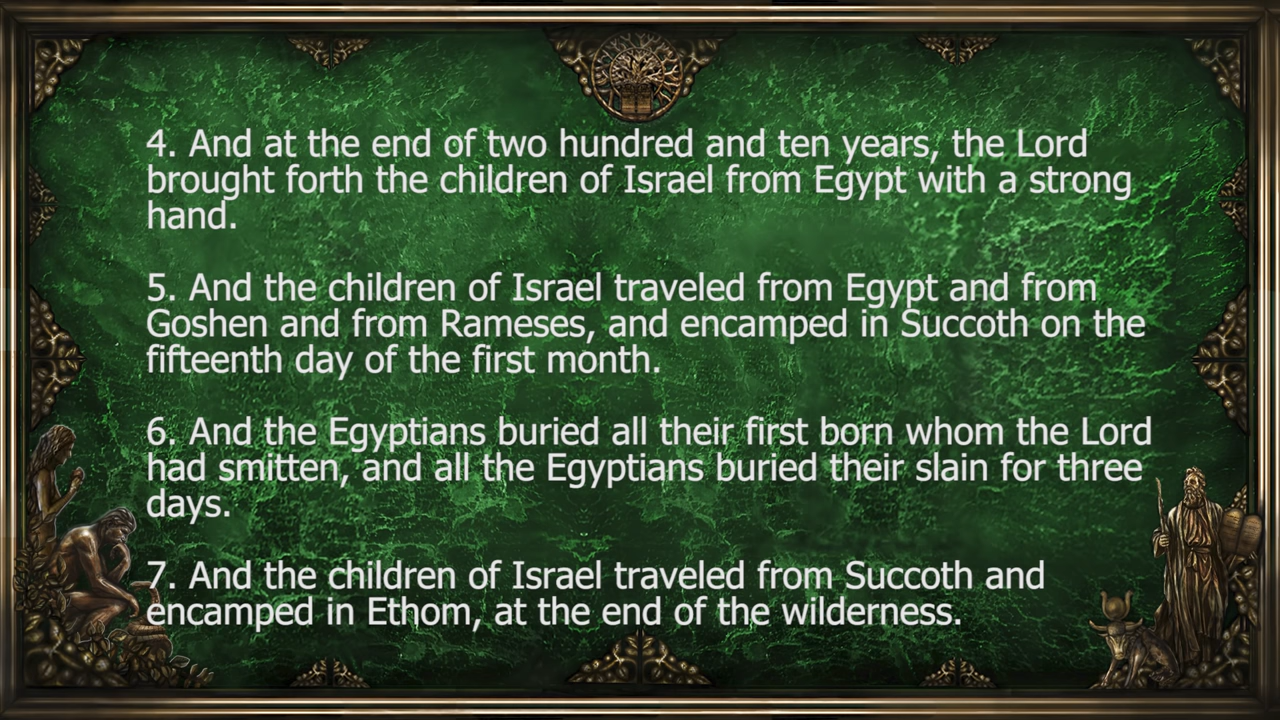 4. And at the end of two hundred and ten years, the Lord
brought forth the children of Israel from Egypt with a strong
hand.
5. And the children of Israel traveled from Egypt and from
Goshen and from Rameses, and encamped in Succoth on the
fifteenth day of the first month.
6. And the Egyptians buried all their first born whom the Lord
had smitten, and all the Egyptians buried their slain for three
days.
7. And the children of Israel traveled from Succoth and
encamped in Ethom, at the end of the wilderness.